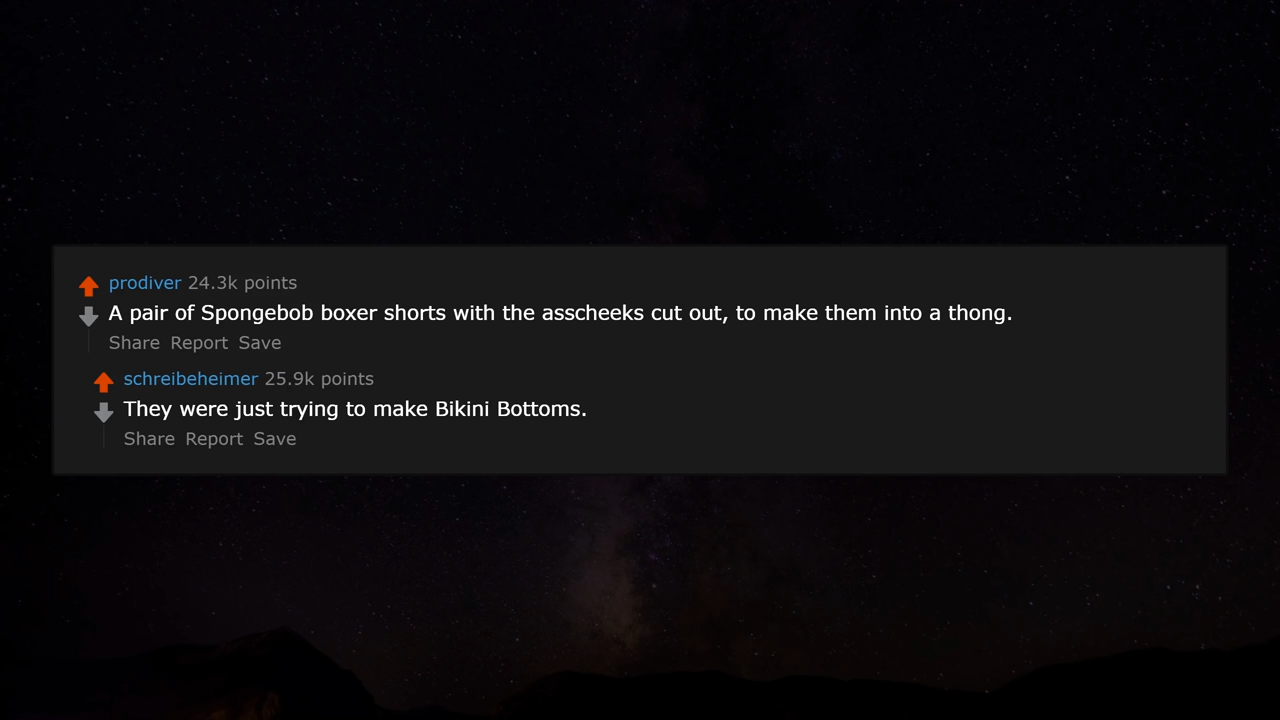 prodiver 24.3k points
A pair of Spongebob boxer shorts with the asscheeks cut out, to make them into a thong.
Share Report Save
schreibeheimer 25.9k points
They were just trying to make Bikini Bottoms.
Share Report Save